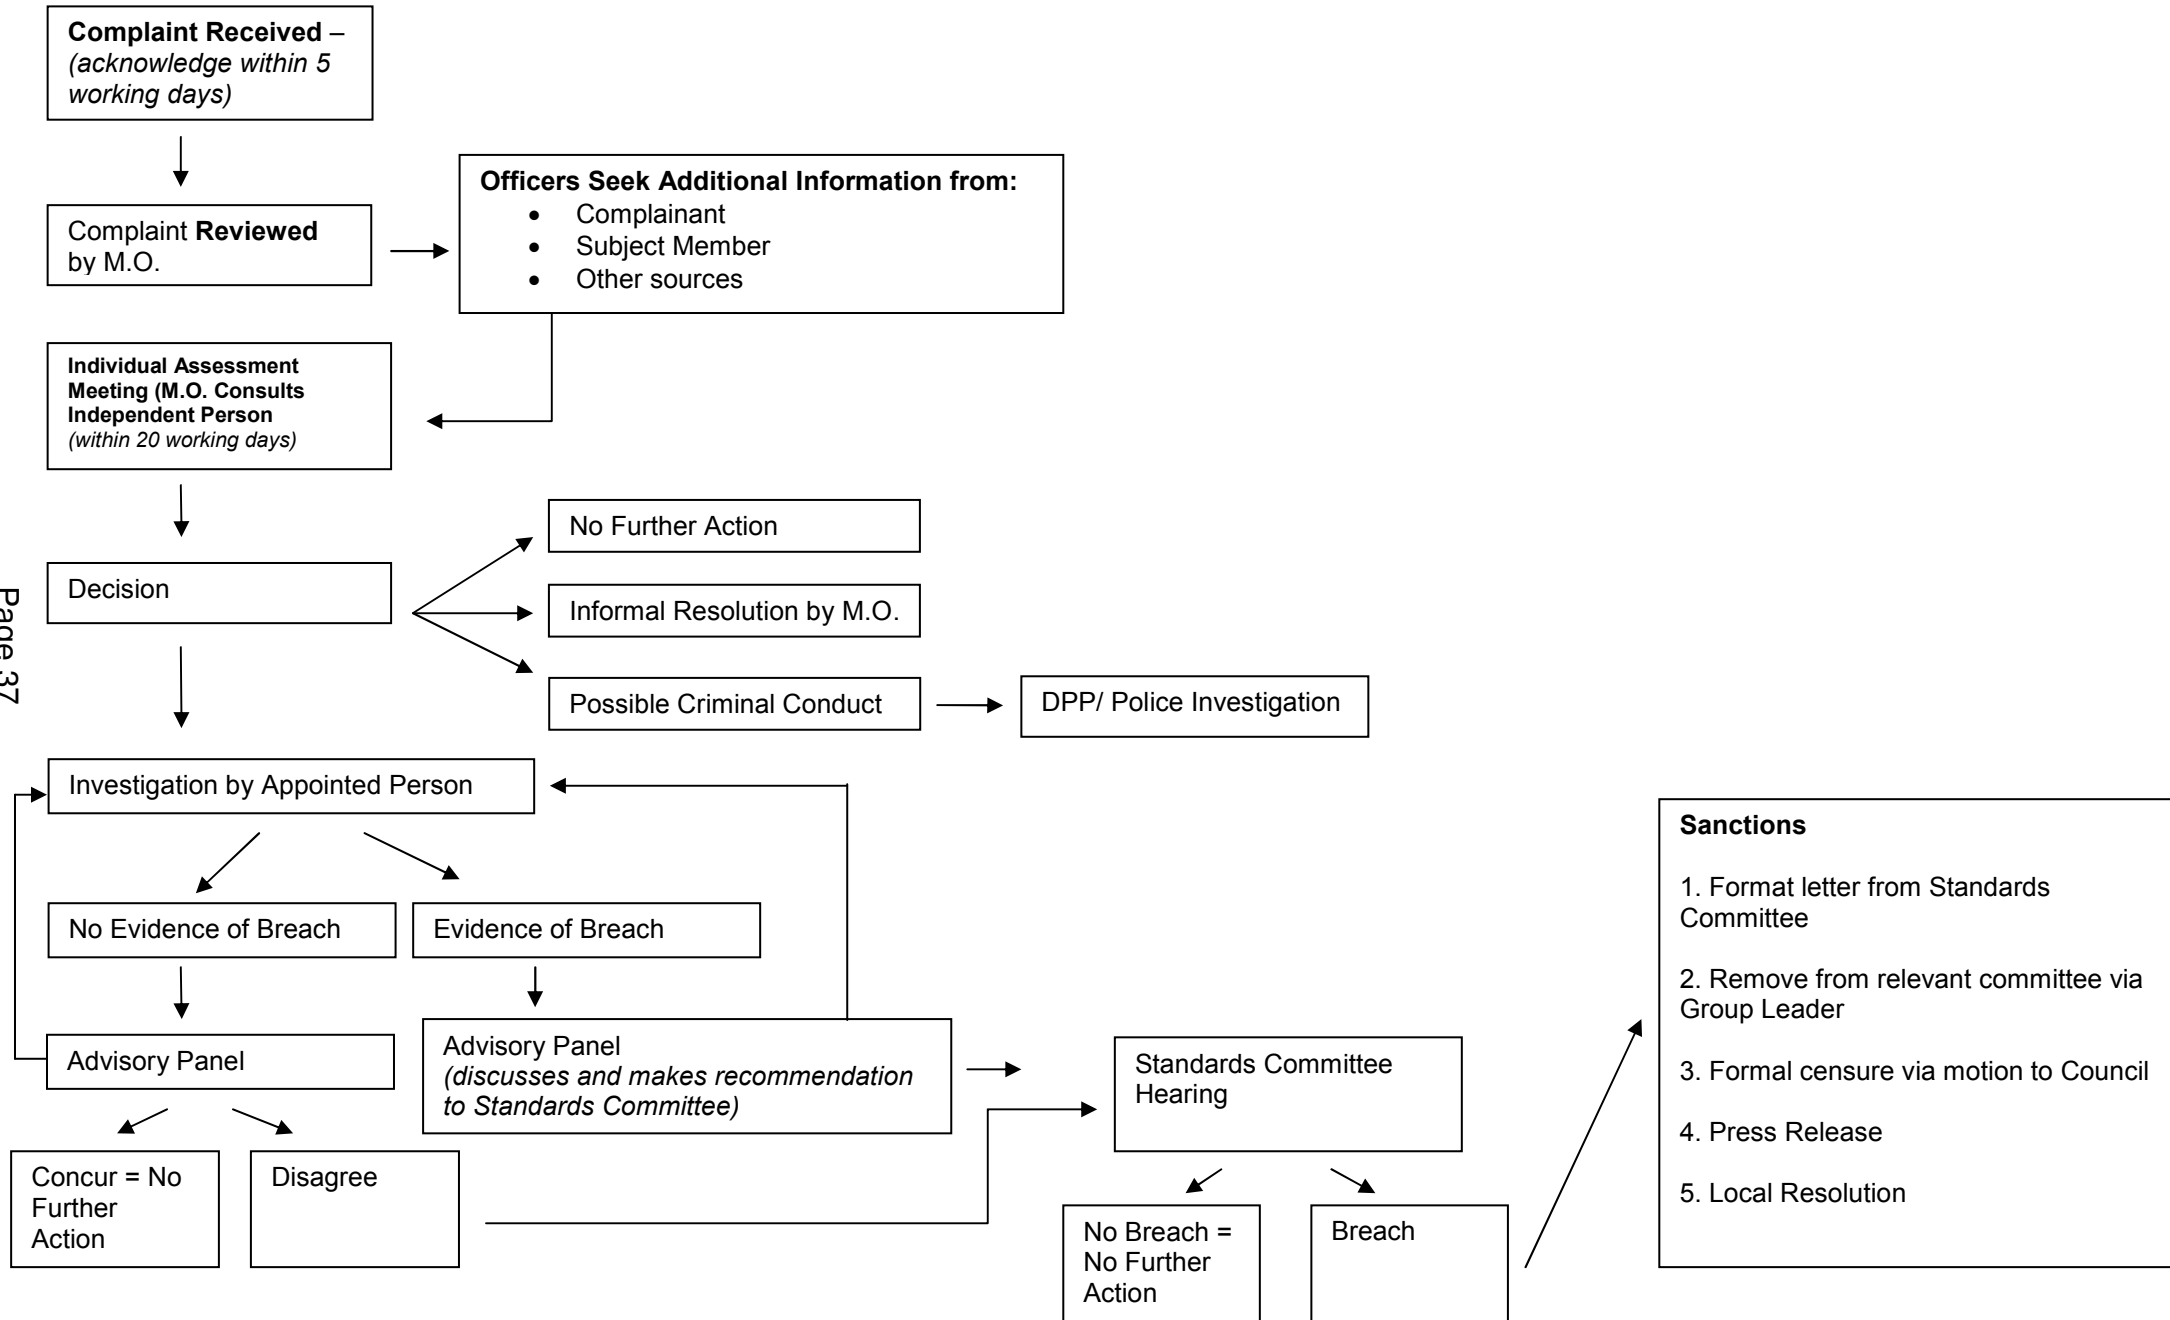 Complaint Received –
(acknowledge within 5
working days)
Complaint Reviewed
by M.O.
Officers Seek Additional Information from:
• Complainant
• Subject Member
• Other sources
Individual Assessment
Meeting (M.O. Consults
Independent Person
(within 20 working days)
Decision
No Further Action
Informal Resolution by M.O.
Possible Criminal Conduct
DPP/ Police Investigation
Page 37
Investigation by Appointed Person
No Evidence of Breach
Evidence of Breach
Advisory Panel
Advisory Panel
(discusses and makes recommendation
to Standards Committee)
Concur = No
Further
Action
Disagree
Standards Committee
Hearing
No Breach =
No Further
Action
Breach
Sanctions
1. Format letter from Standards
Committee
2. Remove from relevant committee via
Group Leader
3. Formal censure via motion to Council
4. Press Release
5. Local Resolution